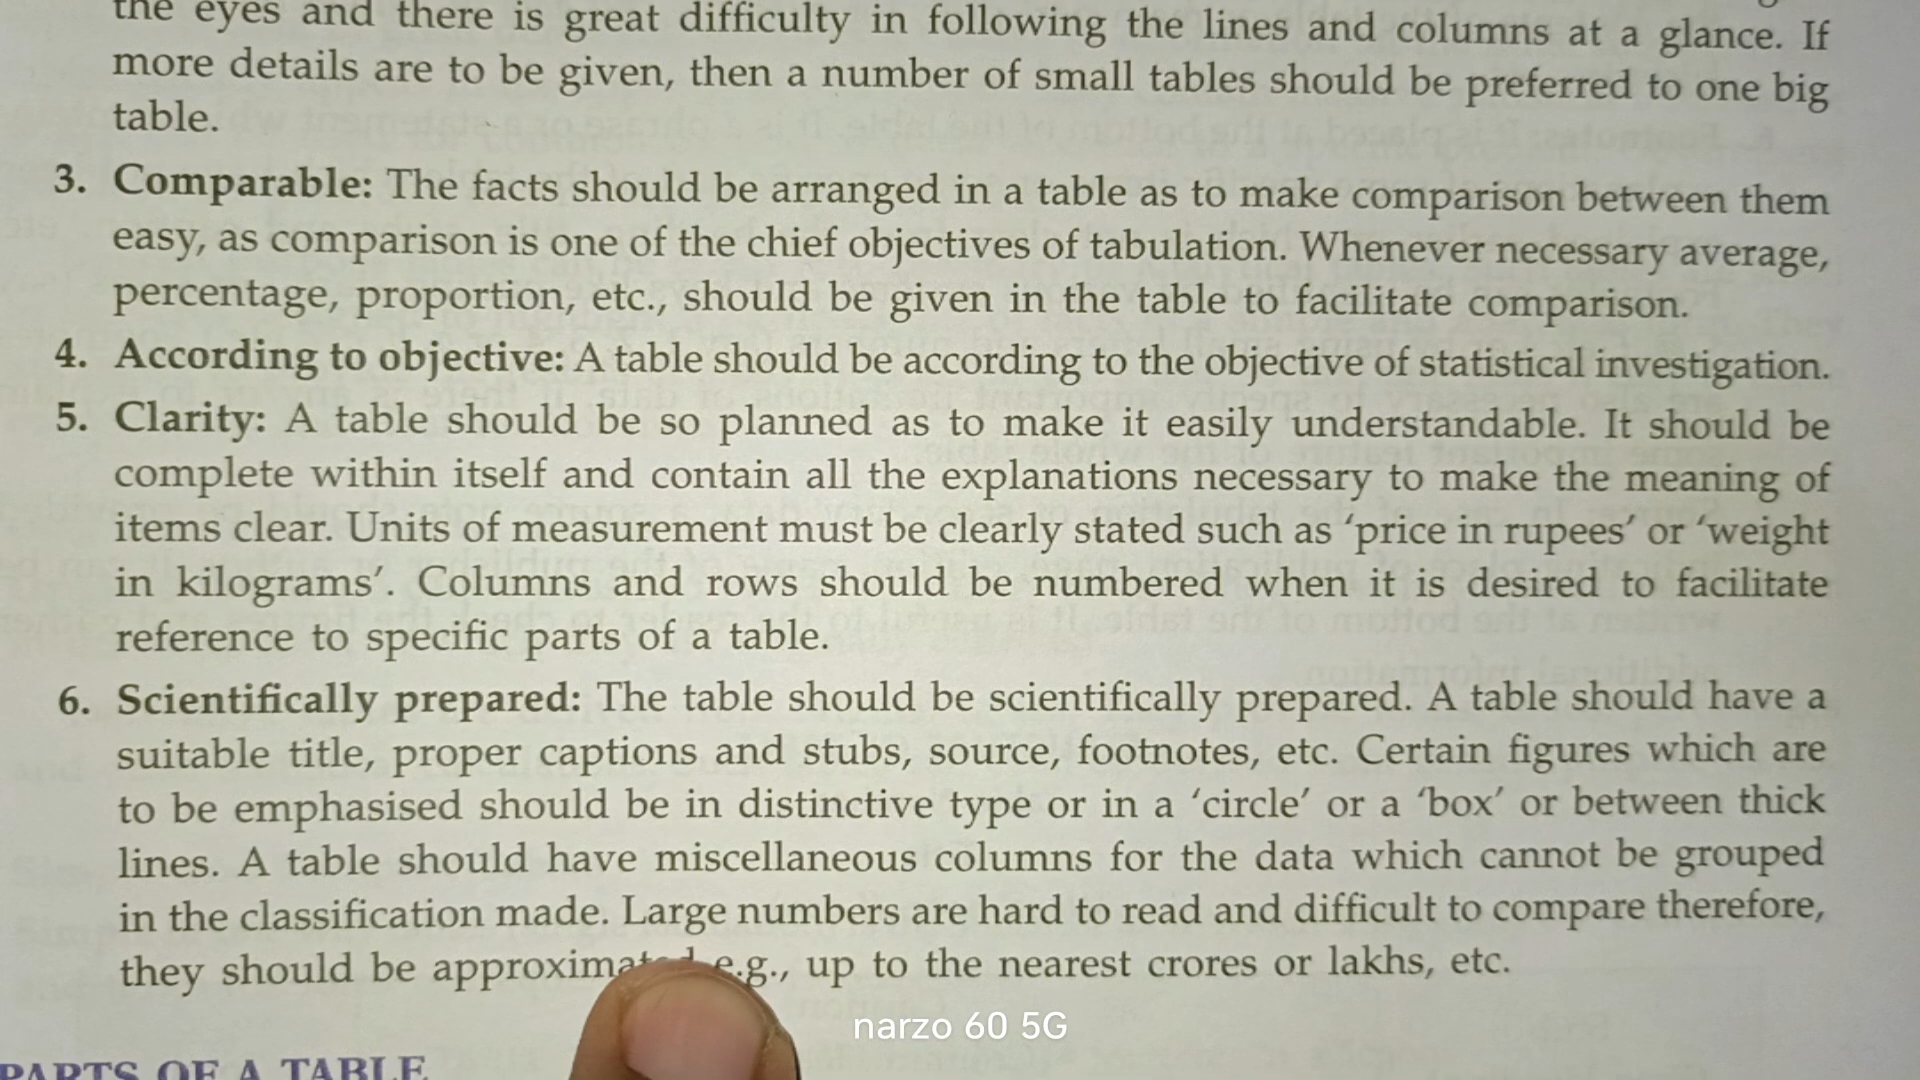 the eyes and there is great difficulty in following the lines and columns at a glance. If
more details are to be given, then a number of small tables should be preferred to one big
table.
3. Comparable: The facts should be arranged in a table as to make comparison between them
easy, as comparison is one of the chief objectives of tabulation. Whenever necessary average,
percentage, proportion, etc., should be given in the table to facilitate comparison.
4. According to objective: A table should be according to the objective of statistical investigation.
5. Clarity: A table should be so planned as to make it easily understandable. It should be
complete within itself and contain all the explanations necessary to make the meaning of
items clear. Units of measurement must be clearly stated such as ‘price in rupees’ or ‘weight
in kilograms’. Columns and rows should be numbered when it is desired to facilitate
reference to specific parts of a table.
6. Scientifically prepared: The table should be scientifically prepared. A table should have a
suitable title, proper captions and stubs, source, footnotes, etc. Certain figures which are
to be emphasised should be in distinctive type or in a ‘circle’ or a ‘box’ or between thick
lines. A table should have miscellaneous columns for the data which cannot be grouped
in the classification made. Large numbers are hard to read and difficult to compare therefore,
they should be approximated e.g., up to the nearest crores or lakhs, etc.
narzo 60 5G
PARTS OF A TABLE